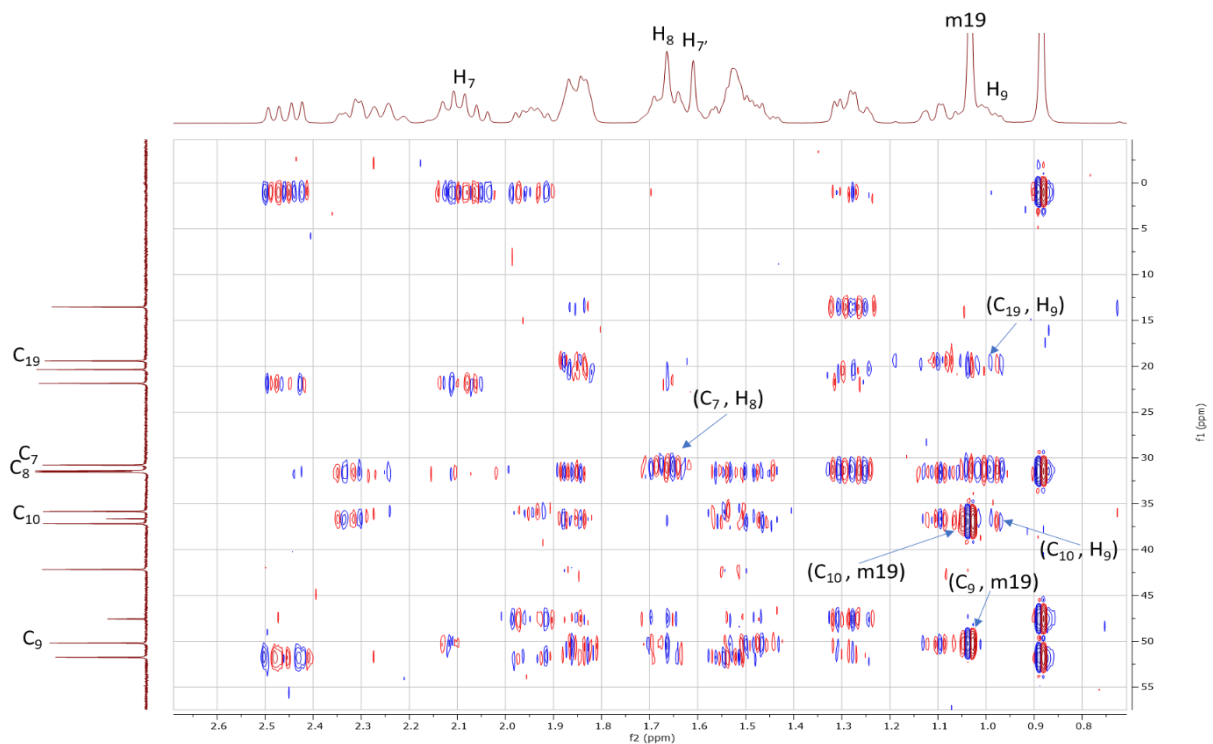 m19
H₈
H₇'
H₇
H₉
0
5
10
15
(C₁₉ , H₉)
C₁₉
20
25
(C₇ , H₈)
C₇
30
C₈
35
C₁₀
40
(C₁₀ , m19)
(C₁₀ , H₉)
(C₉ , m19)
45
C₉
50
55
f1 (ppm)
2.6 2.5 2.4 2.3 2.2 2.1 2.0 1.9 1.8 1.7 1.6 1.5 1.4 1.3 1.2 1.1 1.0 0.9 0.8
f2 (ppm)